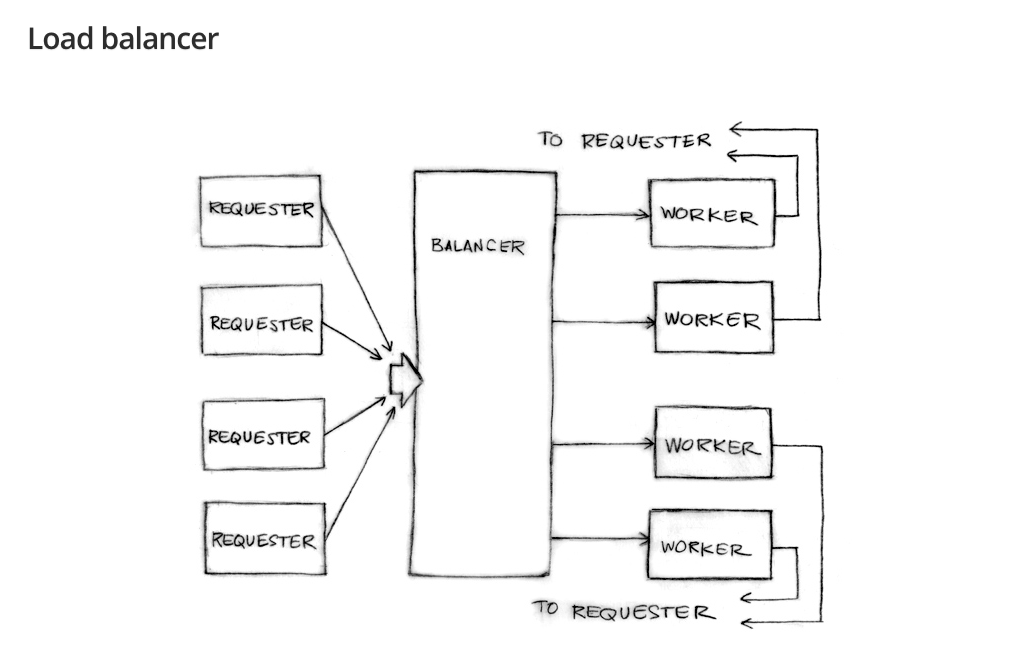 Load balancer
TO REQUESTER
REQUESTER
WORKER
BALANCER
REQUESTER
WORKER
REQUESTER
WORKER
REQUESTER
WORKER
TO REQUESTER